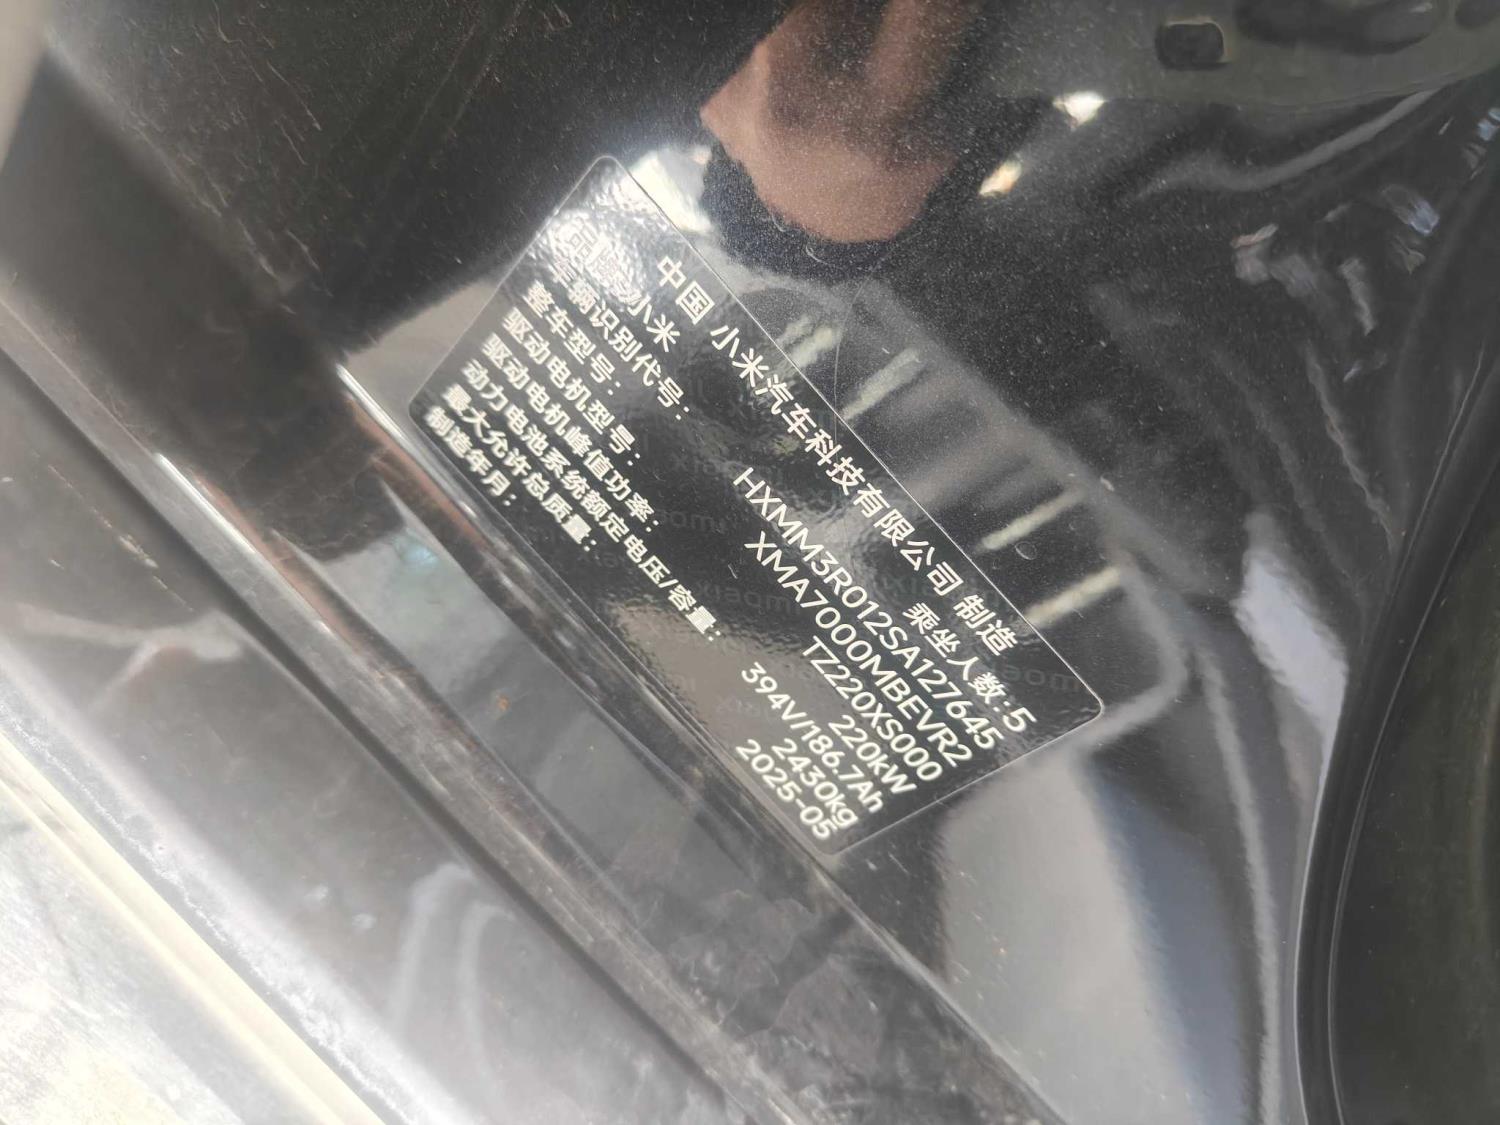 中国 小米汽车科技有限公司 制造
品牌:小米 乘坐人数:5
车辆识别代号: HXMM3R012SA127645
整车型号: XMA7000MBEVR2
驱动电机型号: TZ220XS000
驱动电机峰值功率: 220kW
动力电池系统额定电压/容量: 394V/186.7Ah
最大允许总质量: 2430kg
制造年月: 2025-05